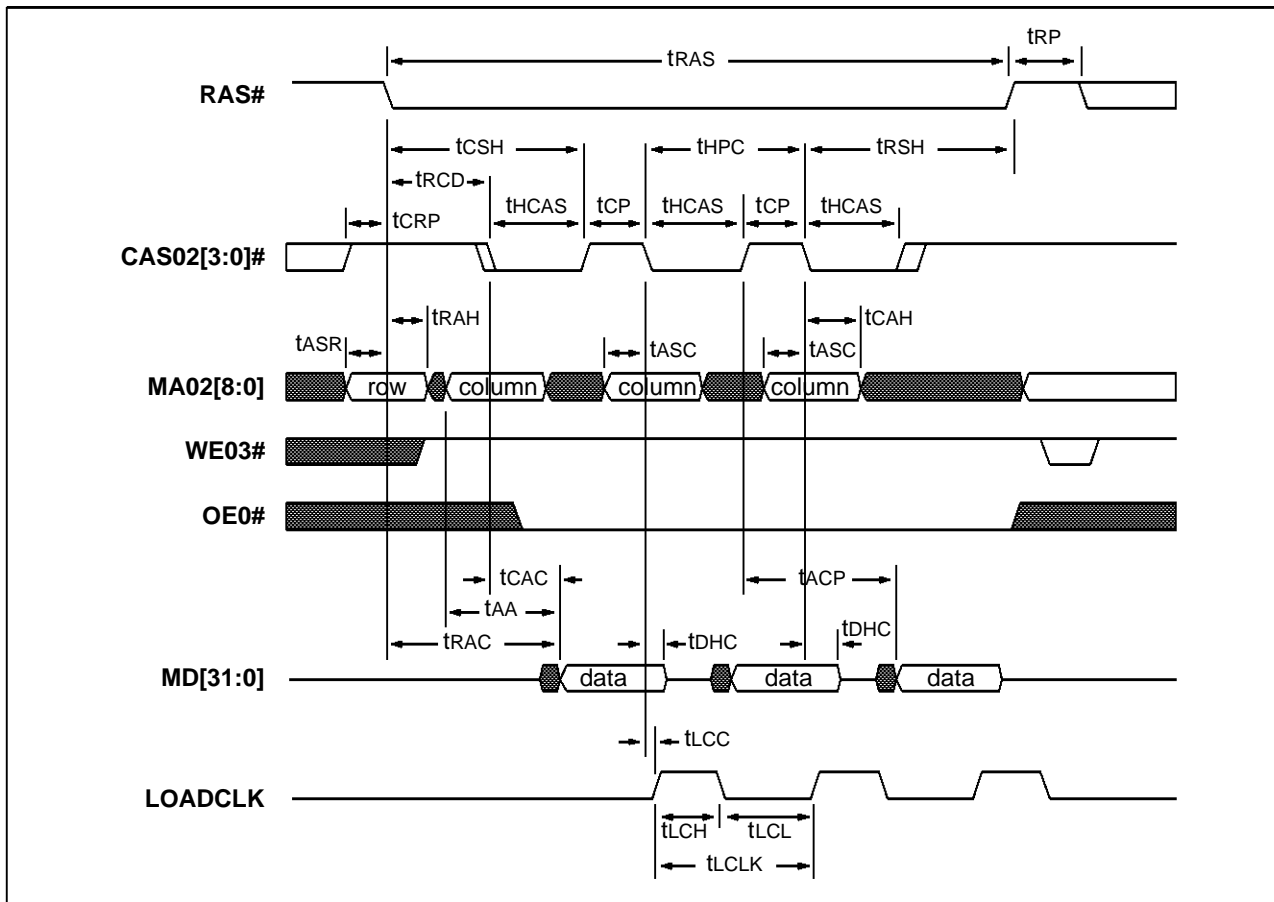 tRP
tRAS
RAS#
tCSH tHPC tRSH
tRCD
tHCAS tCP tHCAS tCP tHCAS
tCRP
CAS02[3:0]#
tRAH tCAH
tASR tASC tASC
MA02[8:0] row column column column
WE03#
OE0#
tCAC tACP
tAA
tRAC tDHC tDHC
MD[31:0] data data data
tLCC
LOADCLK
tLCH tLCL
tLCLK